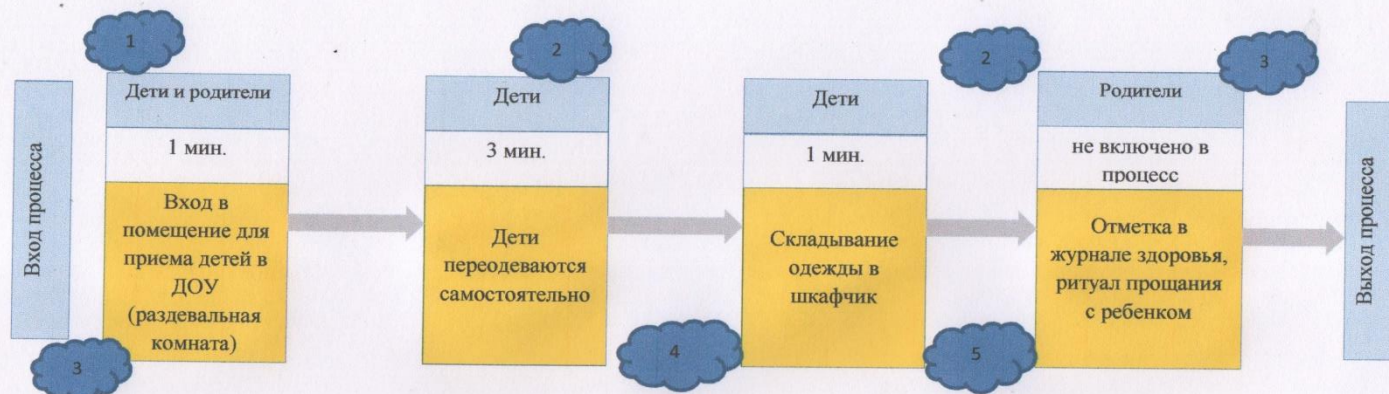 1
2
2
3
Вход процесса
Дети и родители
1 мин.
Вход в
помещение для
приема детей в
ДОУ
(раздевальная
комната)
3
Дети
3 мин.
Дети
переодеваются
самостоятельно
4
Дети
1 мин.
Складывание
одежды в
шкафчик
5
Родители
не включено в
процесс
Отметка в
журнале здоровья,
ритуал прощания
с ребенком
Выход процесса